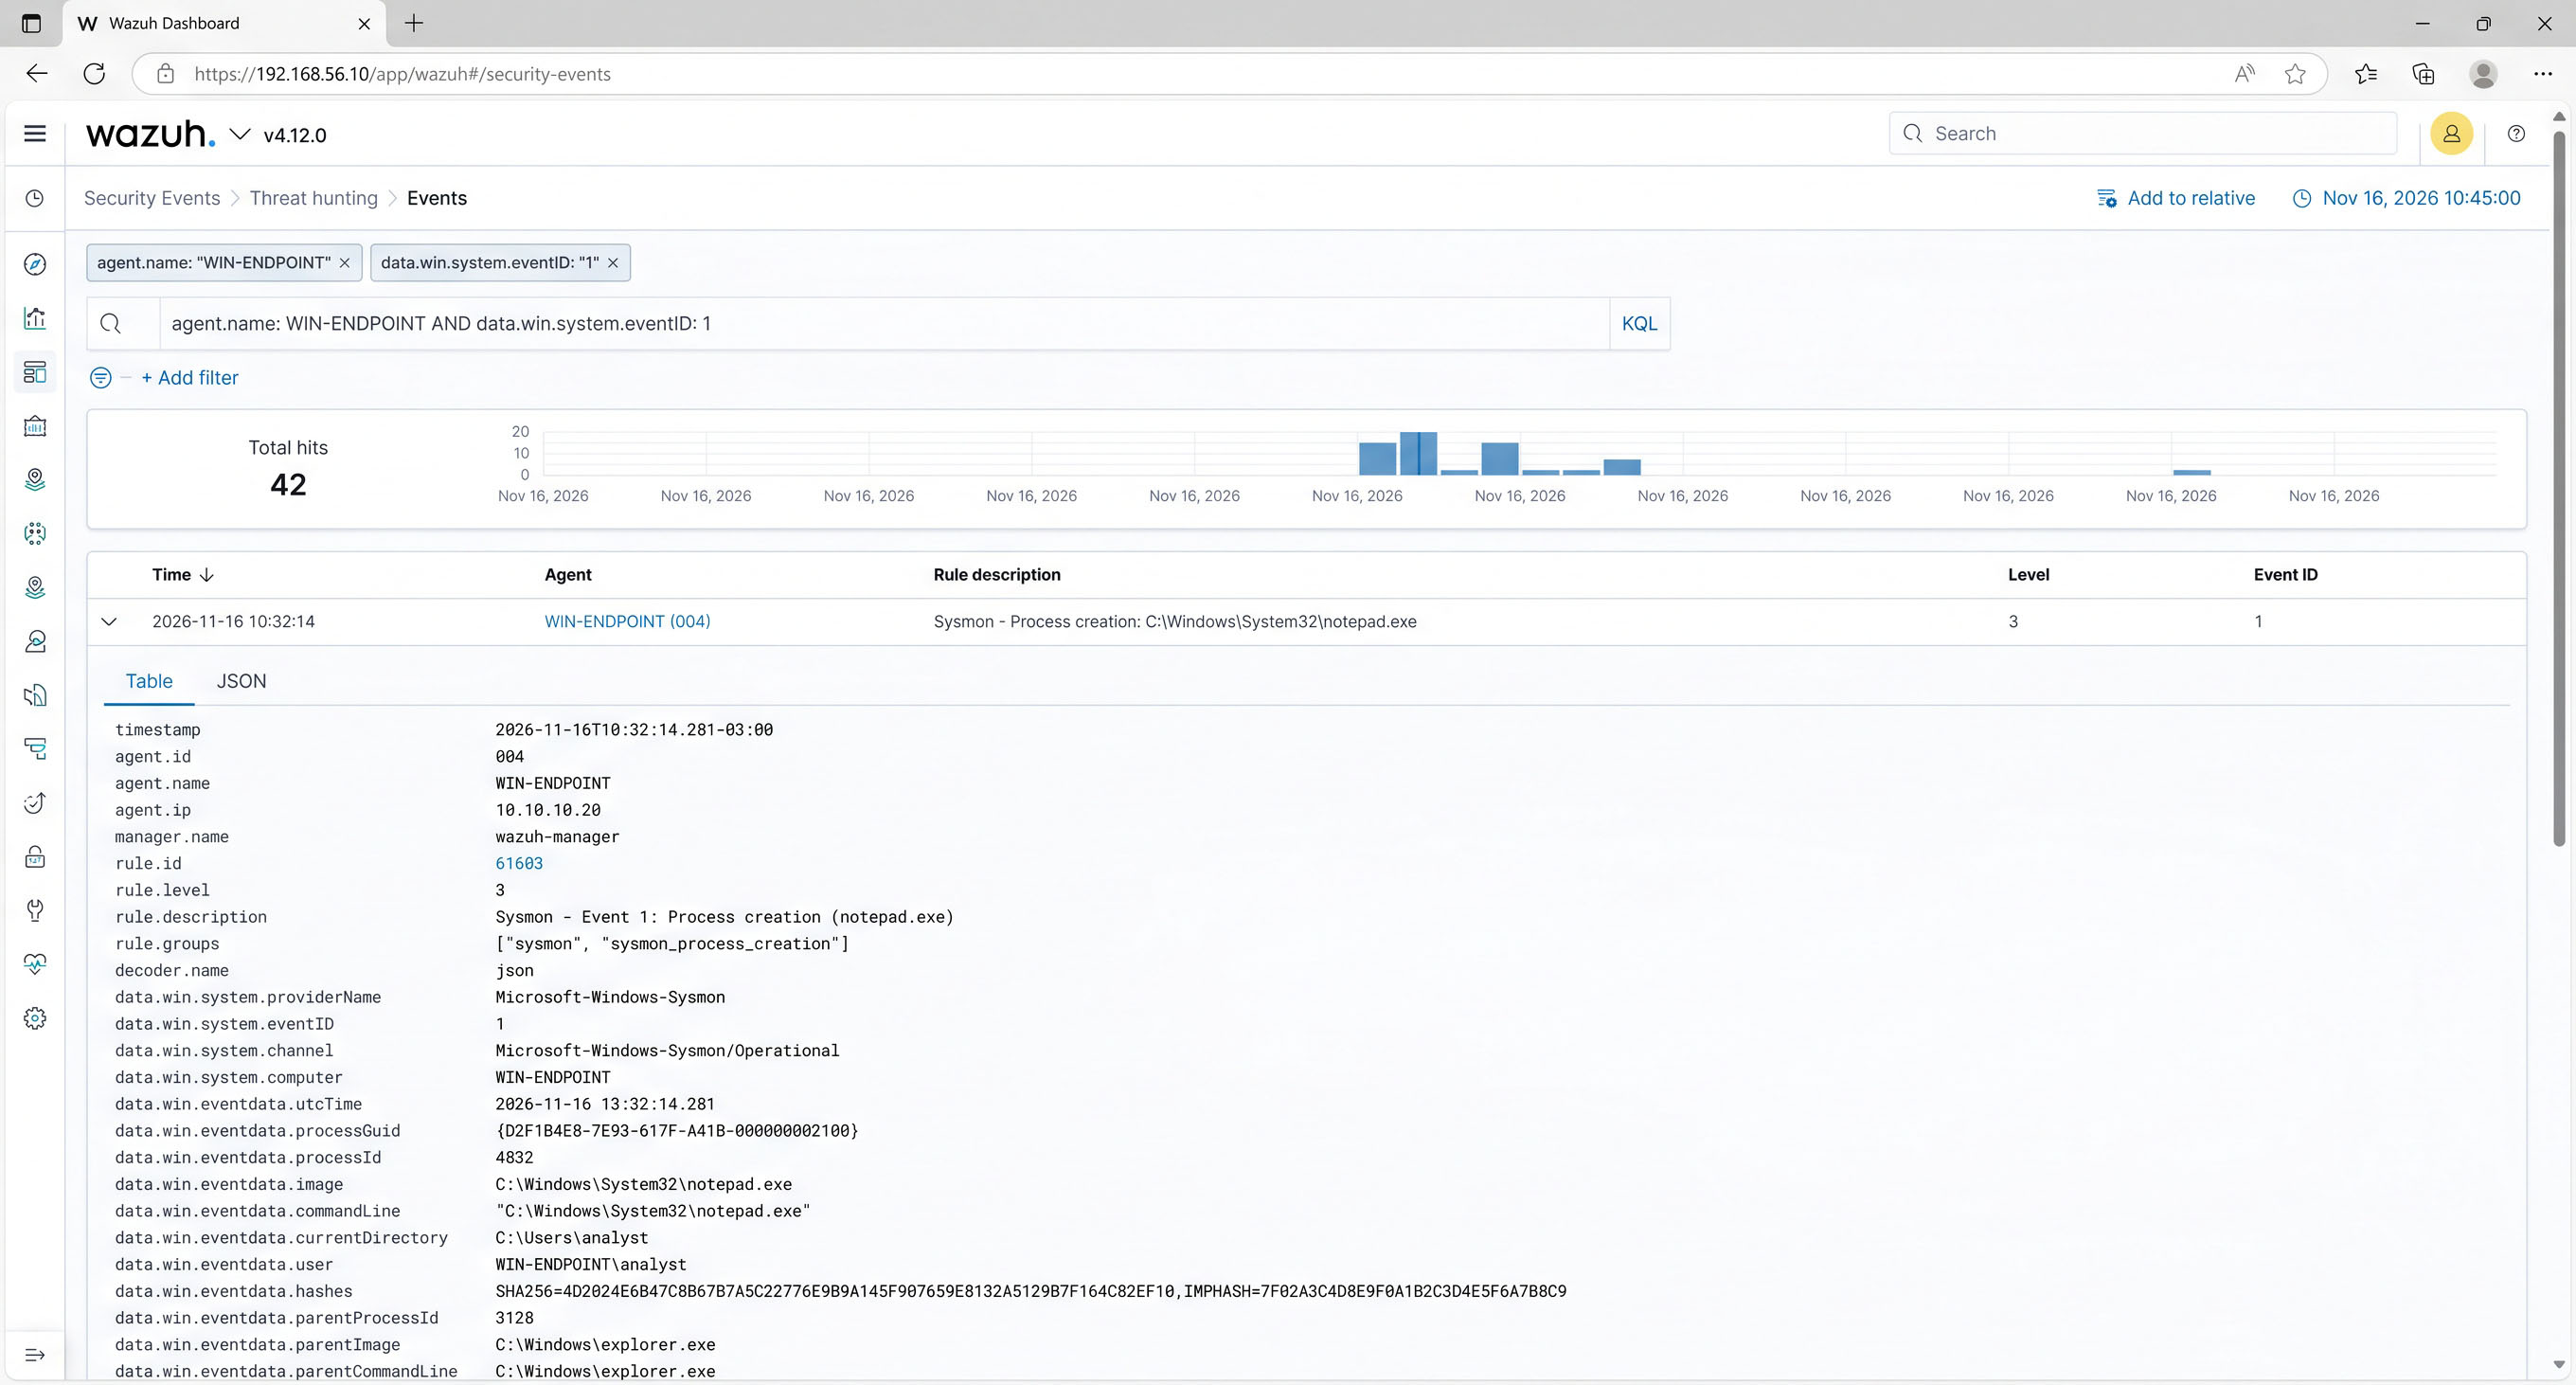 W Wazuh Dashboard
https://192.168.56.10/app/wazuh#/security-events
wazuh. v4.12.0
Search
Security Events > Threat hunting > Events
Add to relative
Nov 16, 2026 10:45:00
agent.name: "WIN-ENDPOINT" ×
data.win.system.eventID: "1" ×
agent.name: WIN-ENDPOINT AND data.win.system.eventID: 1
KQL
+ Add filter
Total hits
42
20
10
0
Nov 16, 2026 Nov 16, 2026 Nov 16, 2026 Nov 16, 2026 Nov 16, 2026 Nov 16, 2026 Nov 16, 2026 Nov 16, 2026 Nov 16, 2026 Nov 16, 2026 Nov 16, 2026 Nov 16, 2026
Time ↓ Agent Rule description Level Event ID
2026-11-16 10:32:14 WIN-ENDPOINT (004) Sysmon - Process creation: C:\Windows\System32\notepad.exe 3 1
Table JSON
timestamp 2026-11-16T10:32:14.281-03:00
agent.id 004
agent.name WIN-ENDPOINT
agent.ip 10.10.10.20
manager.name wazuh-manager
rule.id 61603
rule.level 3
rule.description Sysmon - Event 1: Process creation (notepad.exe)
rule.groups ["sysmon", "sysmon_process_creation"]
decoder.name json
data.win.system.providerName Microsoft-Windows-Sysmon
data.win.system.eventID 1
data.win.system.channel Microsoft-Windows-Sysmon/Operational
data.win.system.computer WIN-ENDPOINT
data.win.eventdata.utcTime 2026-11-16 13:32:14.281
data.win.eventdata.processGuid {D2F1B4E8-7E93-617F-A41B-000000002100}
data.win.eventdata.processId 4832
data.win.eventdata.image C:\Windows\System32\notepad.exe
data.win.eventdata.commandLine "C:\Windows\System32\notepad.exe"
data.win.eventdata.currentDirectory C:\Users\analyst
data.win.eventdata.user WIN-ENDPOINT\analyst
data.win.eventdata.hashes SHA256=4D2024E6B47C8B67B7A5C22776E9B9A145F907659E8132A5129B7F164C82EF10,IMPHASH=7F02A3C4D8E9F0A1B2C3D4E5F6A7B8C9
data.win.eventdata.parentProcessId 3128
data.win.eventdata.parentImage C:\Windows\explorer.exe
data.win.eventdata.parentCommandLine C:\Windows\explorer.exe